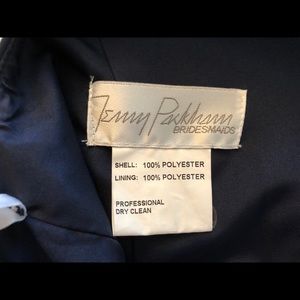 Jenny Packham
BRIDESMAIDS
SHELL: 100% POLYESTER
LINING: 100% POLYESTER
PROFESSIONAL
DRY CLEAN